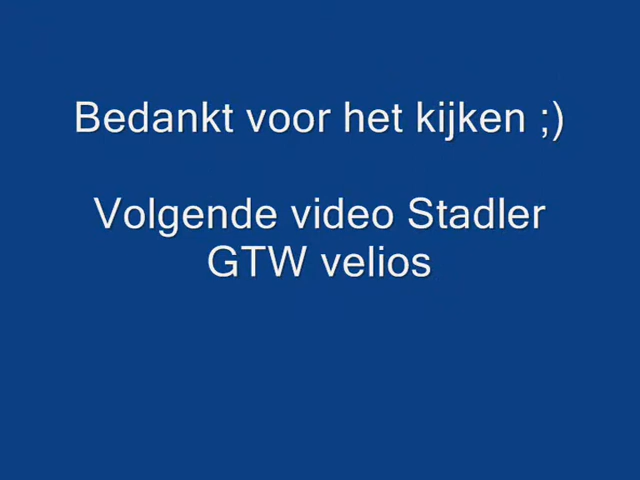 Bedankt voor het kijken ;)
Volgende video Stadler
GTW velios